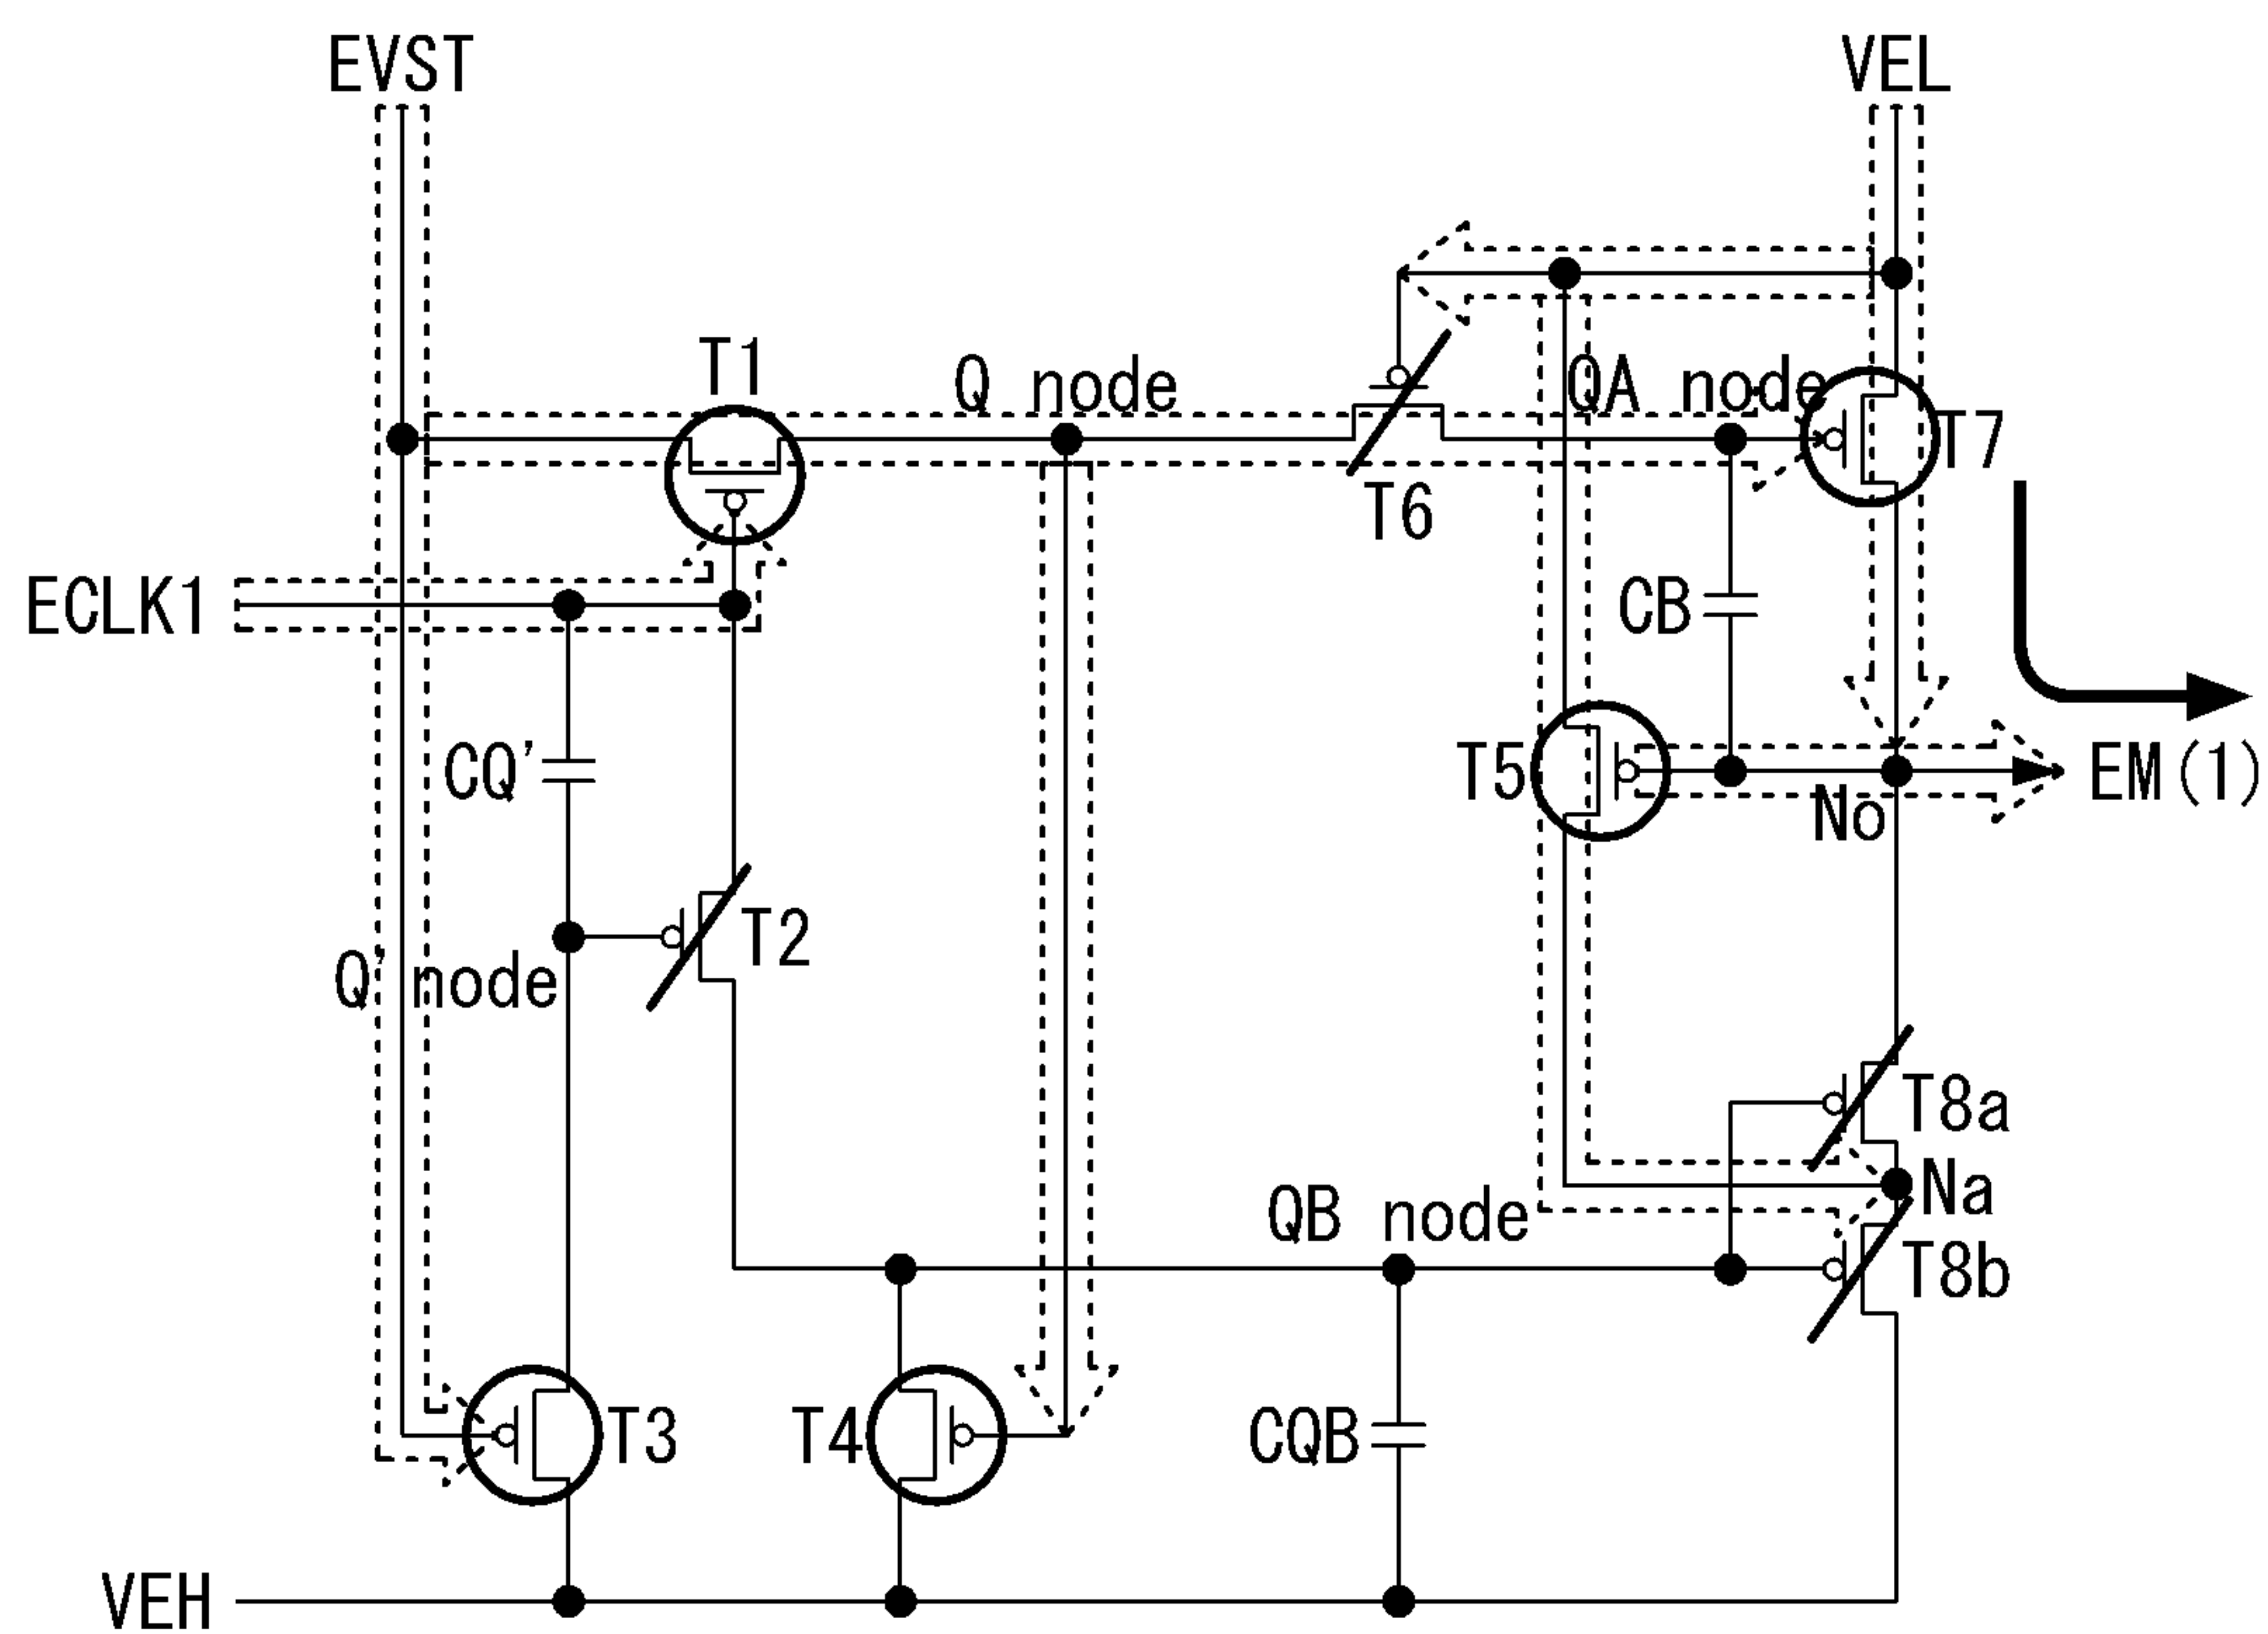 EVST
VEL
T1
Q node
QA node
T7
T6
ECLK1
CB
CQ'
T5
EM(1)
No
T2
Q' node
T8a
Na
QB node
T8b
T3
T4
CQB
VEH